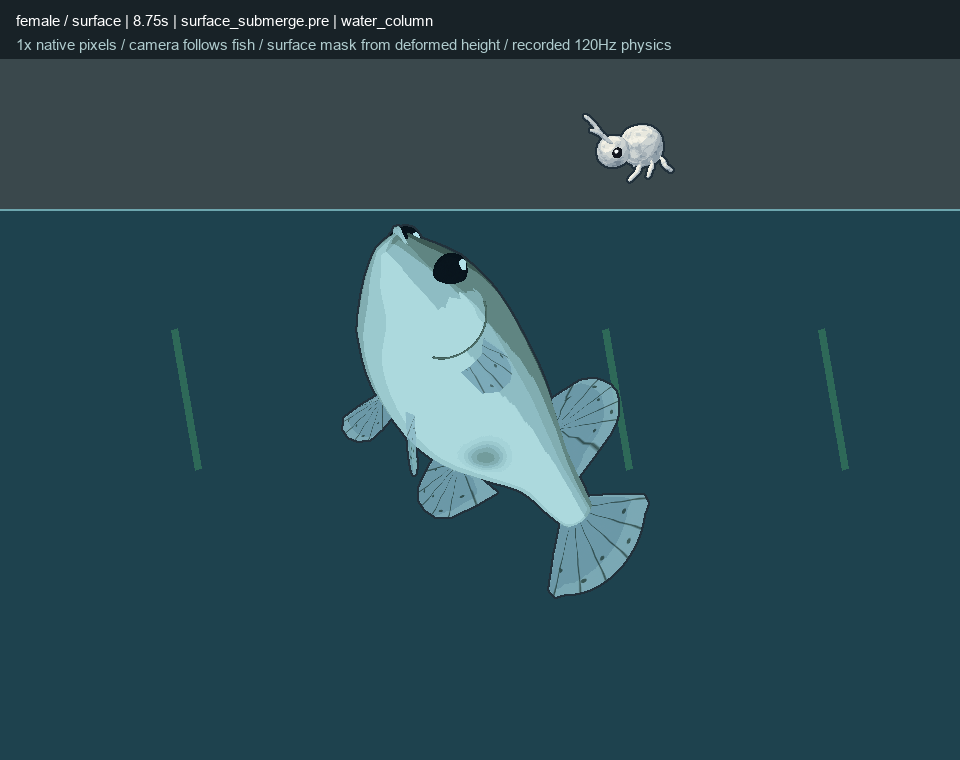 female / surface | 8.75s | surface_submerge.pre | water_column
1x native pixels / camera follows fish / surface mask from deformed height / recorded 120Hz physics